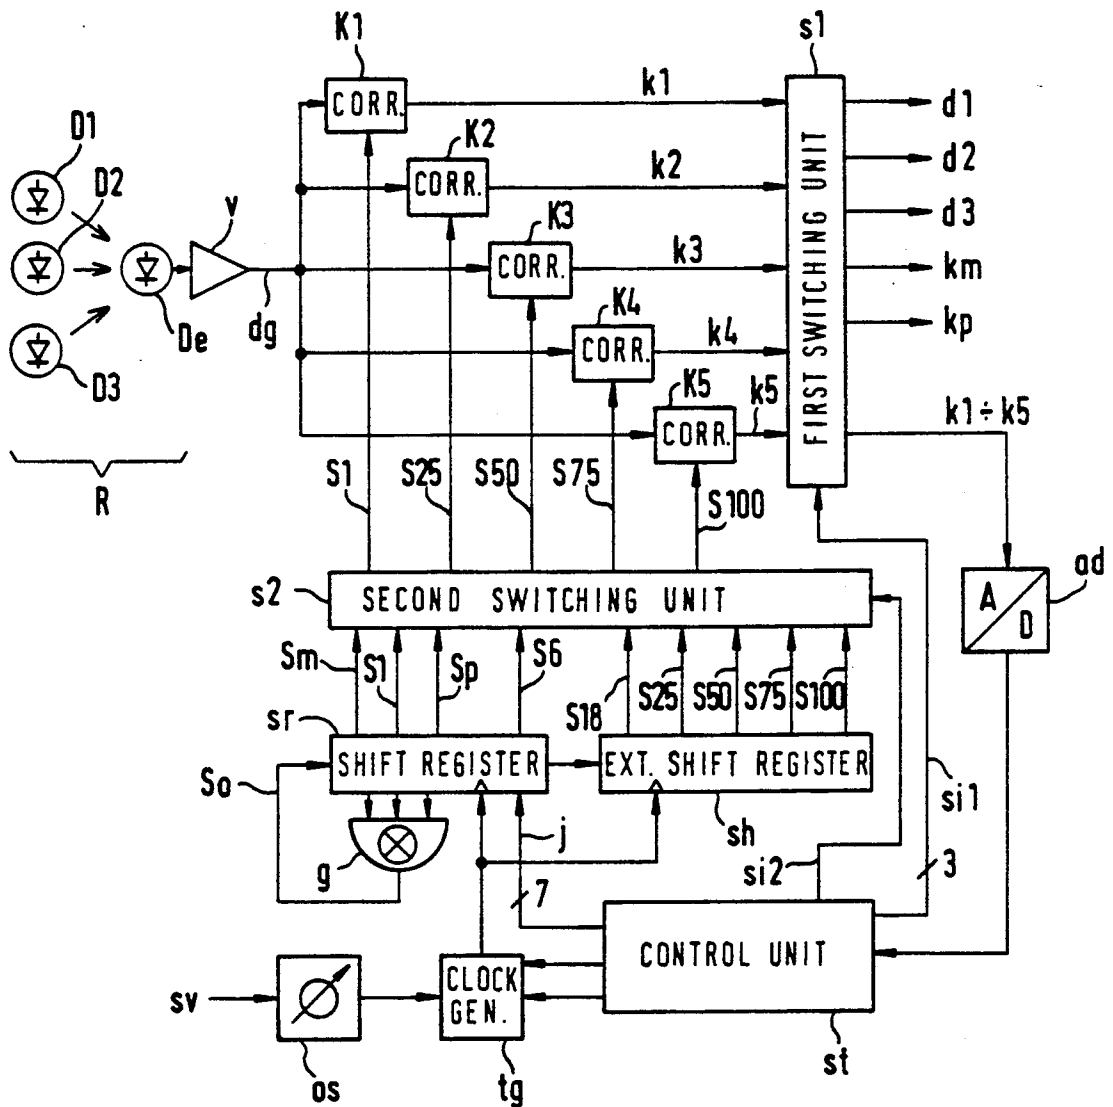 K1
s1
CORR.
k1
d1
D1
K2
k2
d2
D2
CORR.
v
K3
d3
CORR.
k3
km
De
dg
K4
k4
kp
CORR.
D3
K5
k5
k1÷k5
CORR.
FIRST SWITCHING UNIT
R
S1
S25
S50
S75
S100
ad
A
D
s2
SECOND SWITCHING UNIT
Sm
S1
Sp
S6
S18
S25
S50
S75
S100
sr
SHIFT REGISTER
EXT. SHIFT REGISTER
So
si1
g
j
sh
si2
3
7
CONTROL UNIT
sv
CLOCK
GEN.
os
tg
st